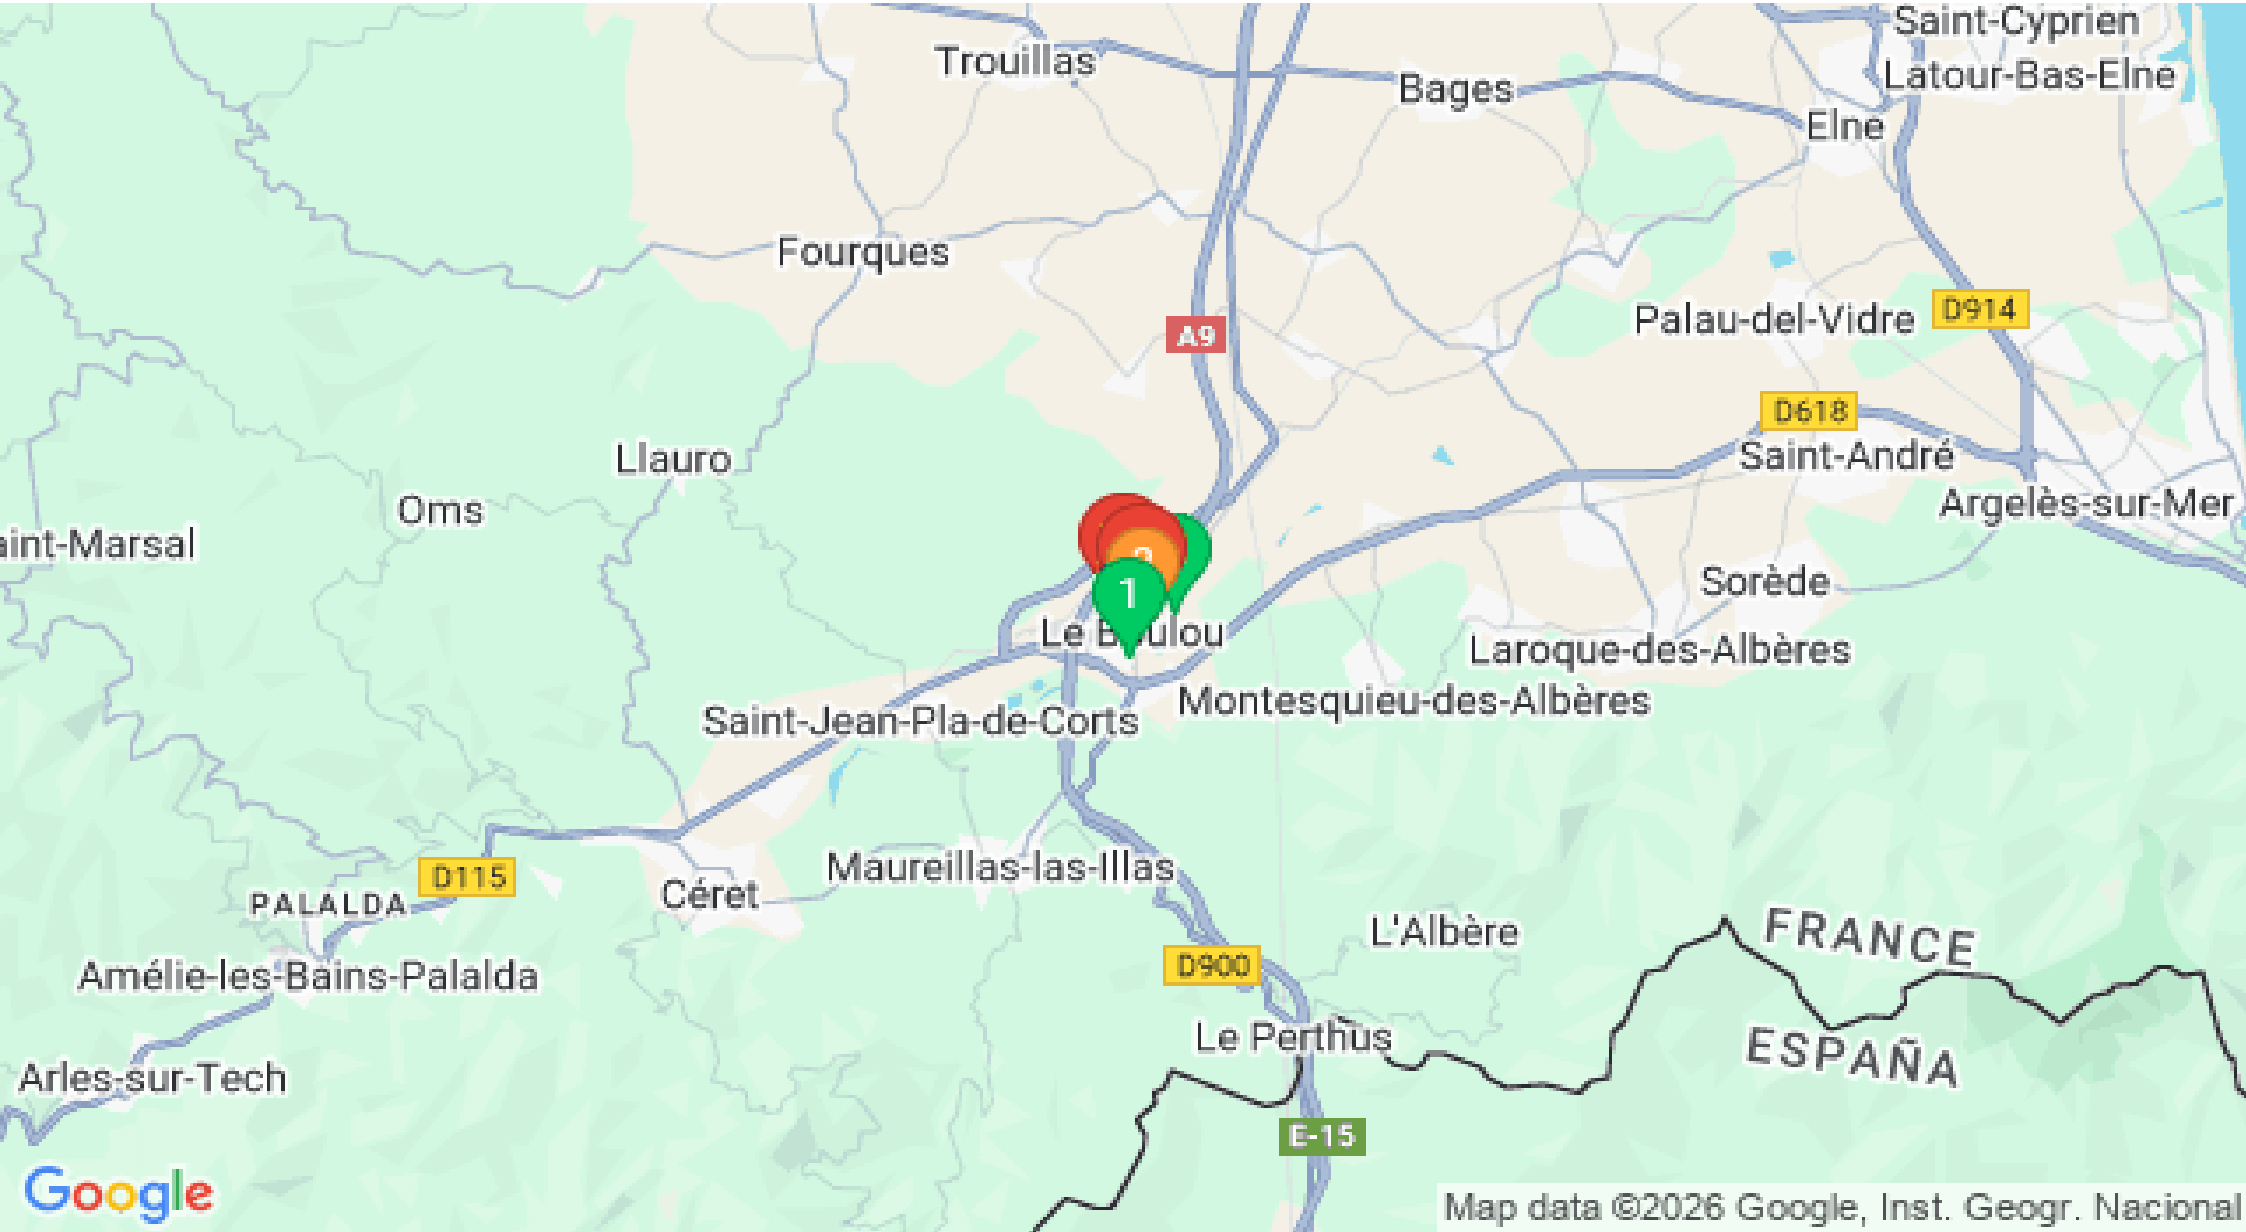 Saint-Cyprien
Trouillas
Latour-Bas-Elne
Bages
Elne
Fourques
D914
Palau-del-Vidre
A9
D618
Saint-André
Llauro
Argelès-sur-Mer
Oms
aint-Marsal
Sorède
1
Le Boulou
Laroque-des-Albères
Montesquieu-des-Albères
Saint-Jean-Pla-de-Corts
Maureillas-las-Illas
D115
Céret
PALALDA
L'Albère
FRANCE
D900
Amélie-les-Bains-Palalda
Le Perthus
ESPAÑA
Arles-sur-Tech
E-15
Google
Map data ©2026 Google, Inst. Geogr. Nacional